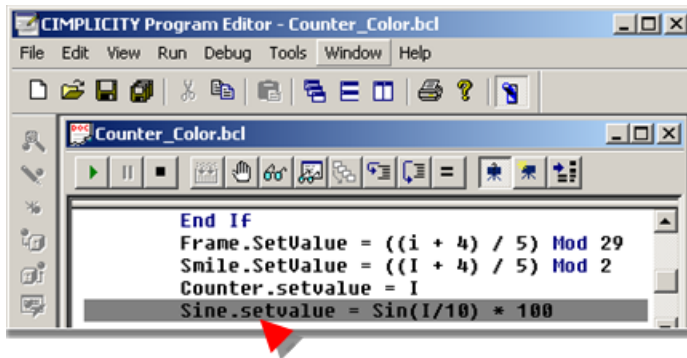 CIMPLICITY Program Editor - Counter_Color.bcl
File Edit View Run Debug Tools Window Help
Counter_Color.bcl
End If
Frame.SetValue = ((i + 4) / 5) Mod 29
Smile.SetValue = ((I + 4) / 5) Mod 2
Counter.setvalue = I
Sine.setvalue = Sin(I/10) * 100